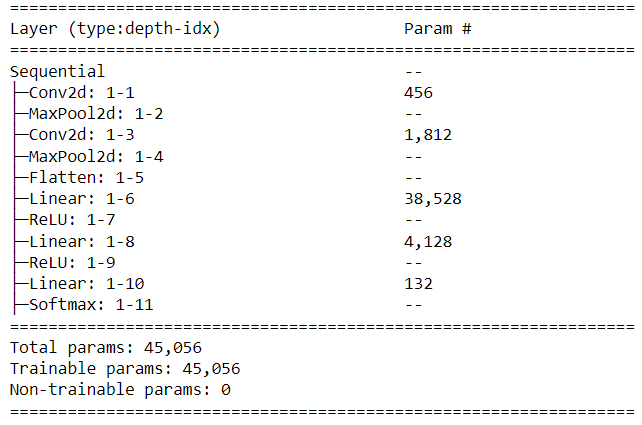 =================================================================
Layer (type:depth-idx)                   Param #
=================================================================
Sequential                               --
├─Conv2d: 1-1                            456
├─MaxPool2d: 1-2                         --
├─Conv2d: 1-3                            1,812
├─MaxPool2d: 1-4                         --
├─Flatten: 1-5                           --
├─Linear: 1-6                            38,528
├─ReLU: 1-7                              --
├─Linear: 1-8                            4,128
├─ReLU: 1-9                              --
├─Linear: 1-10                           132
├─Softmax: 1-11                          --
=================================================================
Total params: 45,056
Trainable params: 45,056
Non-trainable params: 0
=================================================================